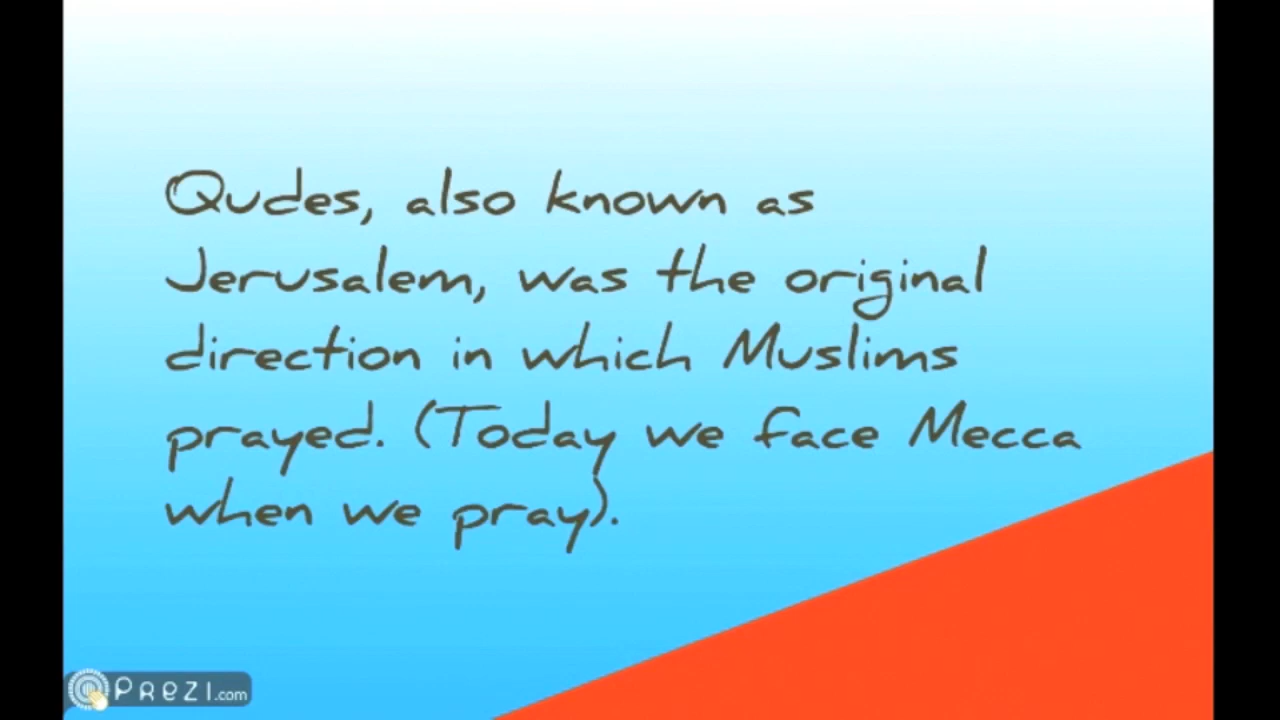 Qudes, also known as
Jerusalem, was the original
direction in which Muslims
prayed. (Today we face Mecca
when we pray).
PREZI.com